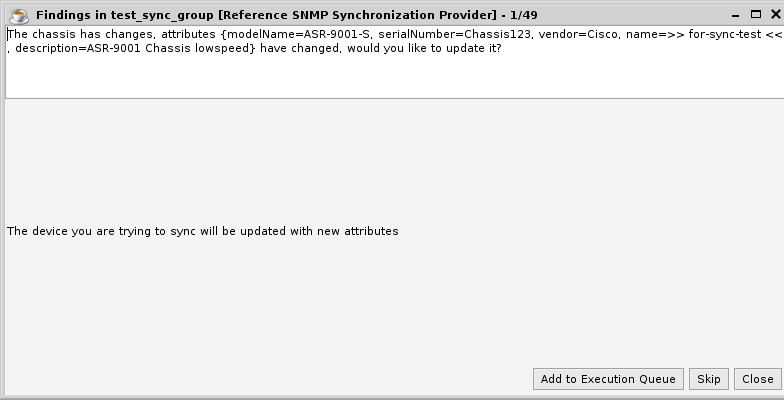 Findings in test_sync_group [Reference SNMP Synchronization Provider] - 1/49
The chassis has changes, attributes {modelName=ASR-9001-S, serialNumber=Chassis123, vendor=Cisco, name=>> for-sync-test <<
, description=ASR-9001 Chassis lowspeed} have changed, would you like to update it?
The device you are trying to sync will be updated with new attributes
Add to Execution Queue Skip Close